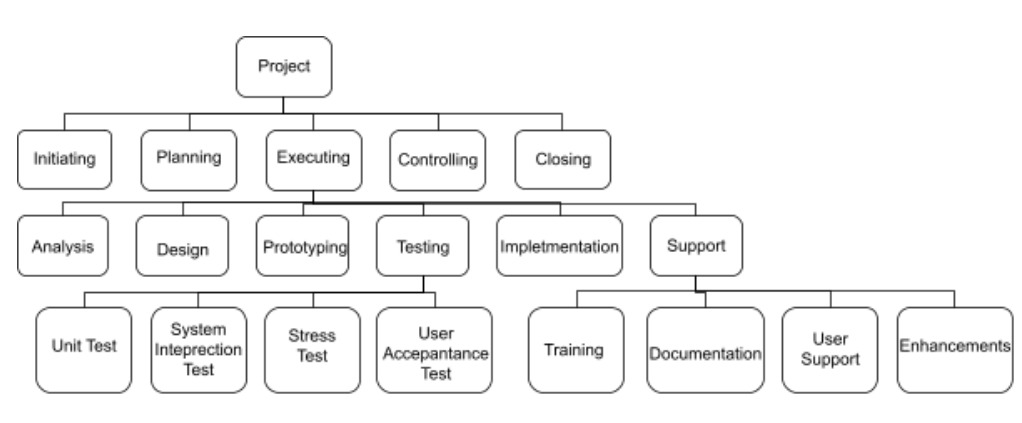 Project
Initiating
Planning
Executing
Controlling
Closing
Analysis
Design
Prototyping
Testing
Impletmentation
Support
Unit Test
System
Inteprection
Test
Stress
Test
User
Accepantance
Test
Training
Documentation
User
Support
Enhancements